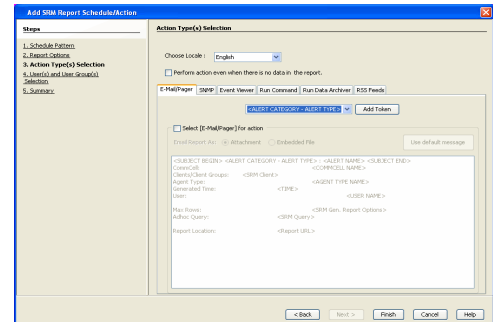 Add SRM Report Schedule/Action
Steps
1. Schedule Pattern
2. Report Options
3. Action Type(s) Selection
4. User(s) and User Group(s)
Selection
5. Summary
Action Type(s) Selection
Choose Locale : English
Perform action even when there is no data in the report.
E-Mail/Pager SNMP Event Viewer Run Command Run Data Archiver RSS Feeds
<ALERT CATEGORY - ALERT TYPE> Add Token
Select [E-Mail/Pager] for action
Email Report As: Attachment Embedded File Use default message
<SUBJECT BEGIN> <ALERT CATEGORY - ALERT TYPE> : <ALERT NAME> <SUBJECT END>
CommCell: <COMMCELL NAME>
Clients/Client Groups: <SRM Client>
Agent Type: <AGENT TYPE NAME>
Generated Time: <TIME>
User: <USER NAME>
Max Rows: <SRM Gen. Report Options>
Adhoc Query: <SRM Query>
Report Location: <Report URL>
< Back Next > Finish Cancel Help